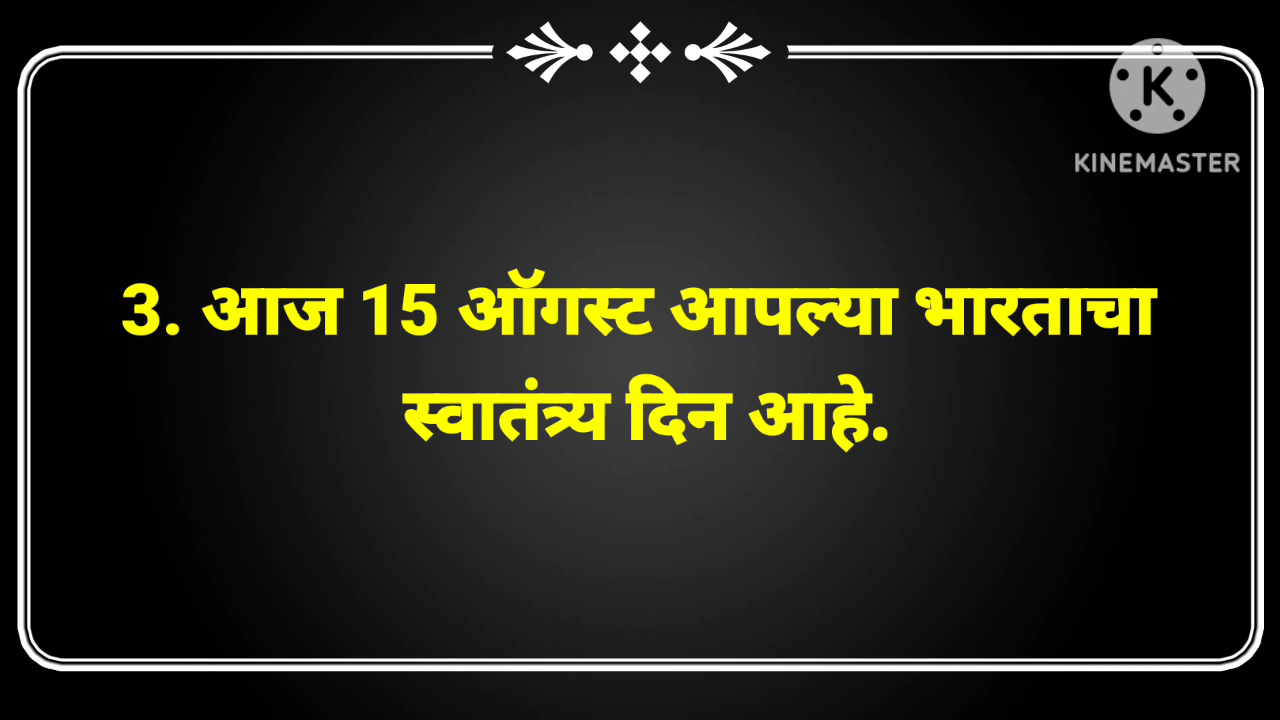 KINEMASTER
3. आज 15 ऑगस्ट आपल्या भारताचा
स्वातंत्र्य दिन आहे.